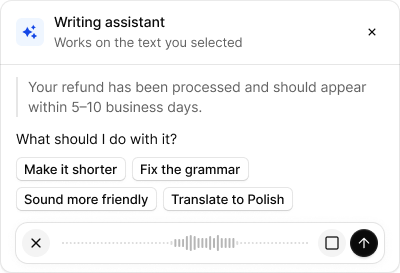 Writing assistant
Works on the text you selected
Your refund has been processed and should appear
within 5–10 business days.
What should I do with it?
Make it shorter
Fix the grammar
Sound more friendly
Translate to Polish